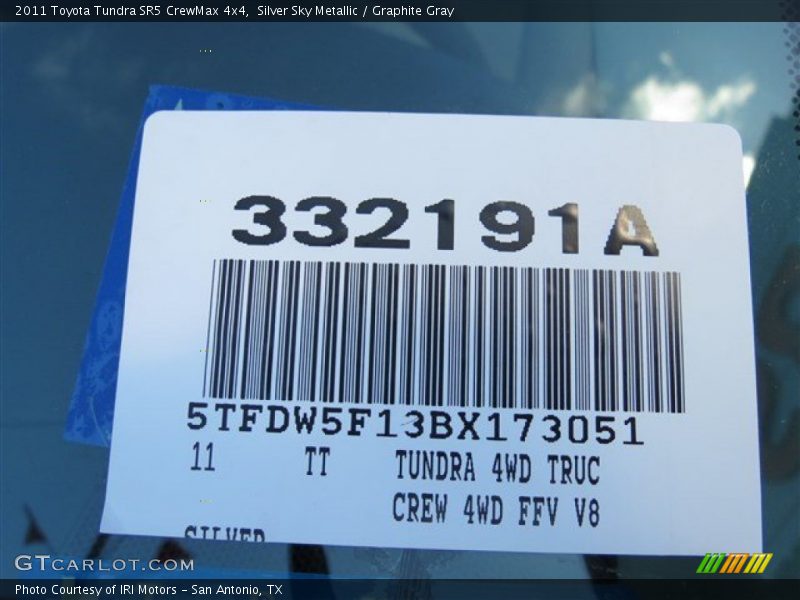 2011 Toyota Tundra SR5 CrewMax 4x4, Silver Sky Metallic / Graphite Gray
332191A
5TFDW5F13BX173051
11 TT TUNDRA 4WD TRUC
CREW 4WD FFV V8
SILVER
GTCARLOT.COM
Photo Courtesy of IRI Motors – San Antonio, TX